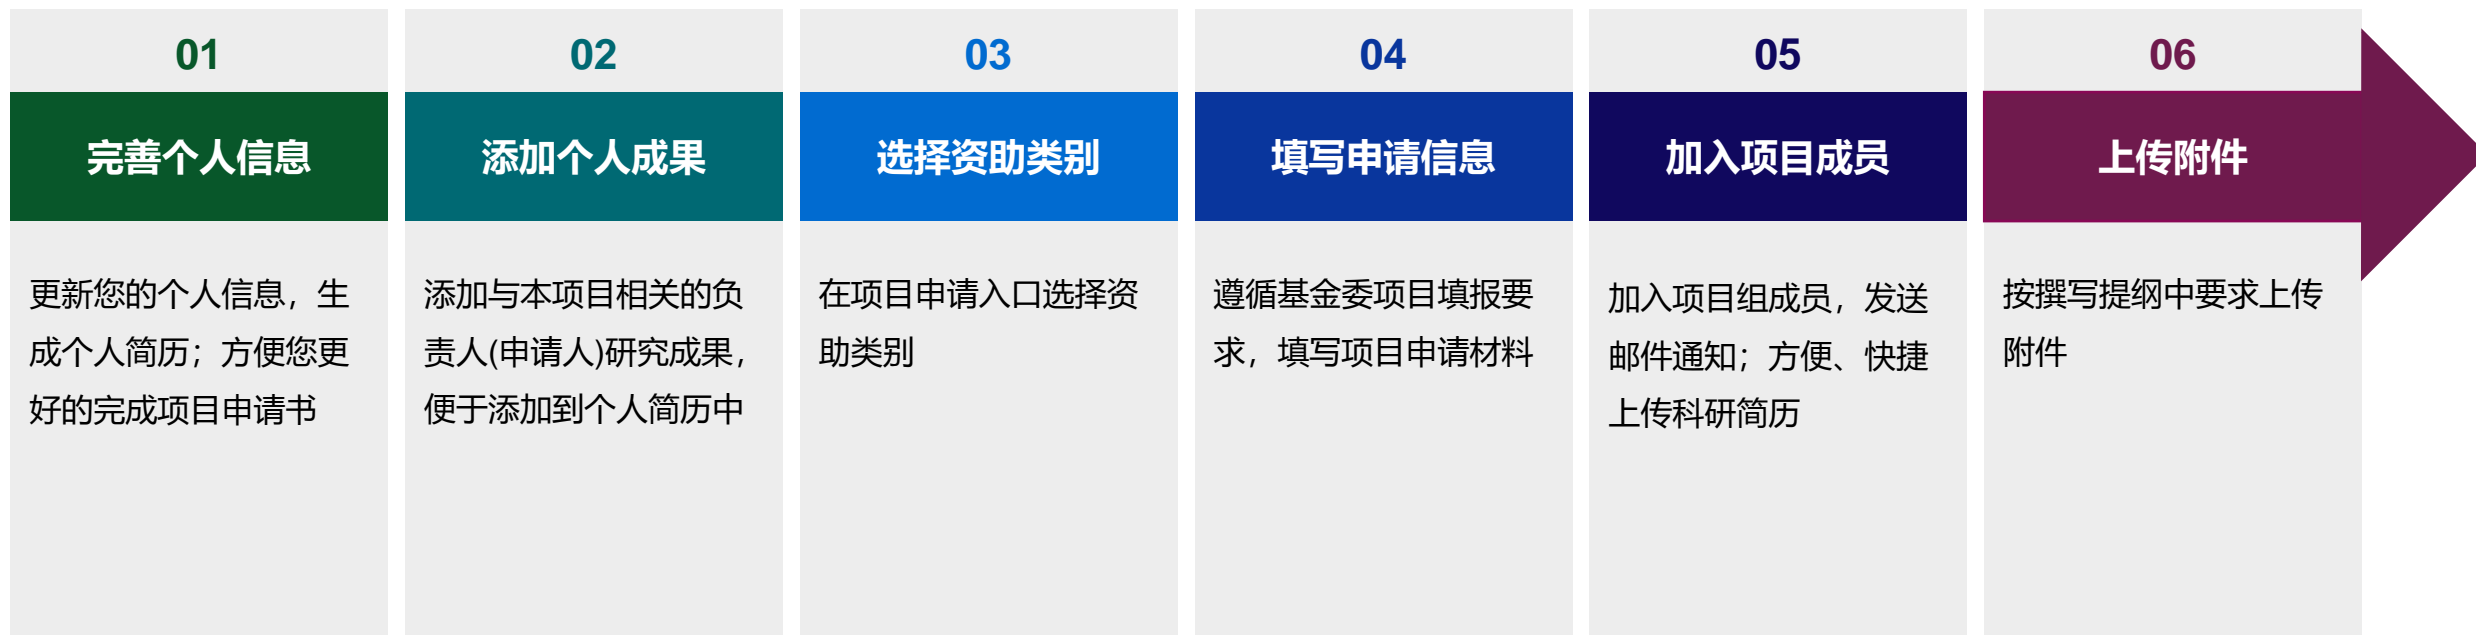 01
完善个人信息
更新您的个人信息，生
成个人简历；方便您更
好的完成项目申请书
02
添加个人成果
添加与本项目相关的负
责人(申请人)研究成果，
便于添加到个人简历中
03
选择资助类别
在项目申请入口选择资
助类别
04
填写申请信息
遵循基金委项目填报要
求，填写项目申请材料
05
加入项目成员
加入项目组成员，发送
邮件通知；方便、快捷
上传科研简历
06
上传附件
按撰写提纲中要求上传
附件